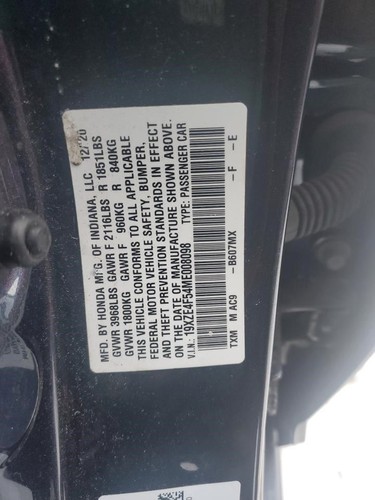 MFD. BY HONDA MFG. OF INDIANA, LLC 12/20
GVWR 3968LBS GAWR F 2116LBS R 1851LBS
GVWR 1800KG GAWR F 960KG R 840KG
THIS VEHICLE CONFORMS TO ALL APPLICABLE
FEDERAL MOTOR VEHICLE SAFETY, BUMPER,
AND THEFT PREVENTION STANDARDS IN EFFECT
ON THE DATE OF MANUFACTURE SHOWN ABOVE.
V.I.N.: 19XZE4F54ME008098 TYPE: PASSENGER CAR
TXM M AC9 -B607MX -F -E